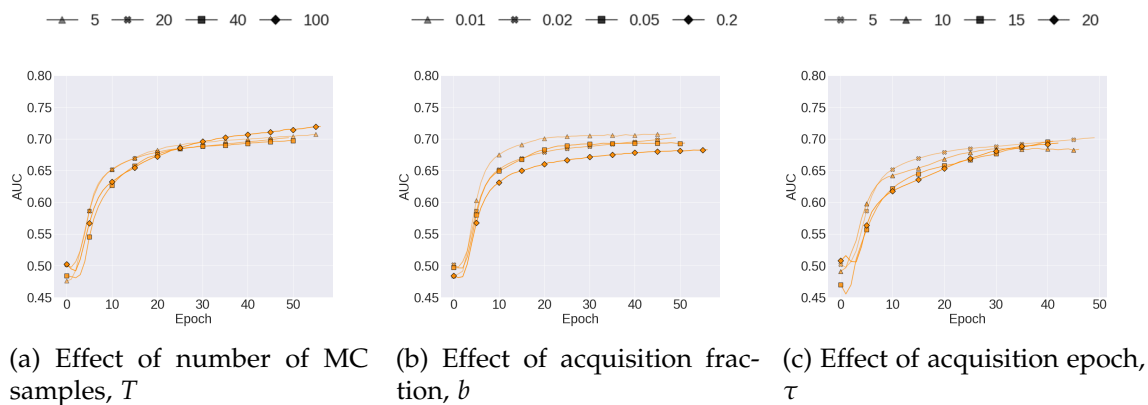 5 20 40 100
0.01 0.02 0.05 0.2
5 10 15 20
0.80
0.75
0.70
0.65
0.60
0.55
0.50
0.45
AUC
0 10 20 30 40 50
Epoch
0.80
0.75
0.70
0.65
0.60
0.55
0.50
0.45
AUC
0 10 20 30 40 50
Epoch
0.80
0.75
0.70
0.65
0.60
0.55
0.50
0.45
AUC
0 10 20 30 40 50
Epoch
(a) Effect of number of MC
samples, T
(b) Effect of acquisition frac-
tion, b
(c) Effect of acquisition epoch,
τ